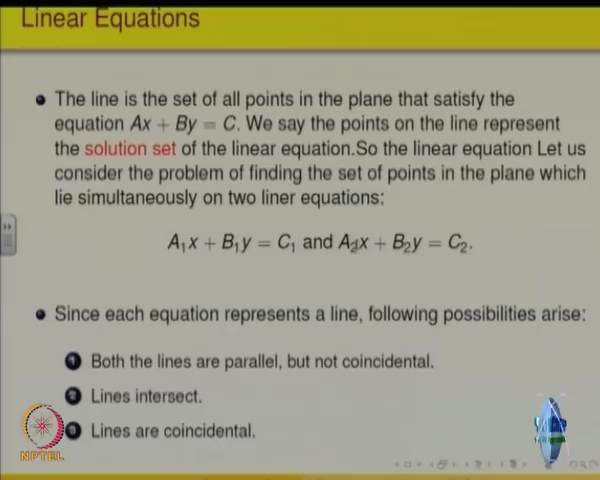 Linear Equations
The line is the set of all points in the plane that satisfy the
equation Ax + By = C. We say the points on the line represent
the solution set of the linear equation.So the linear equation Let us
consider the problem of finding the set of points in the plane which
lie simultaneously on two liner equations:
A₁x + B₁y = C₁ and A₂x + B₂y = C₂.
Since each equation represents a line, following possibilities arise:
1 Both the lines are parallel, but not coincidental.
2 Lines intersect.
3 Lines are coincidental.
NPTEL